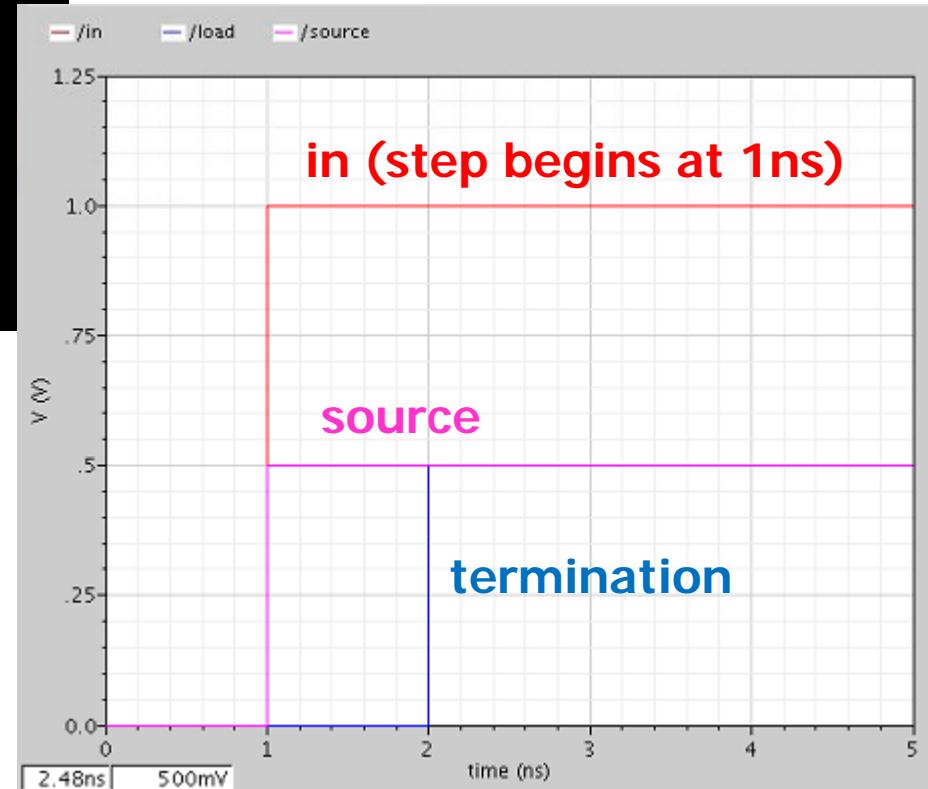 /in /load /source
1.25
in (step begins at 1ns)
1.0
.75
V (V)
source
.5
termination
.25
0.0
0 1 2 3 4 5
time (ns)
2.48ns 500mV